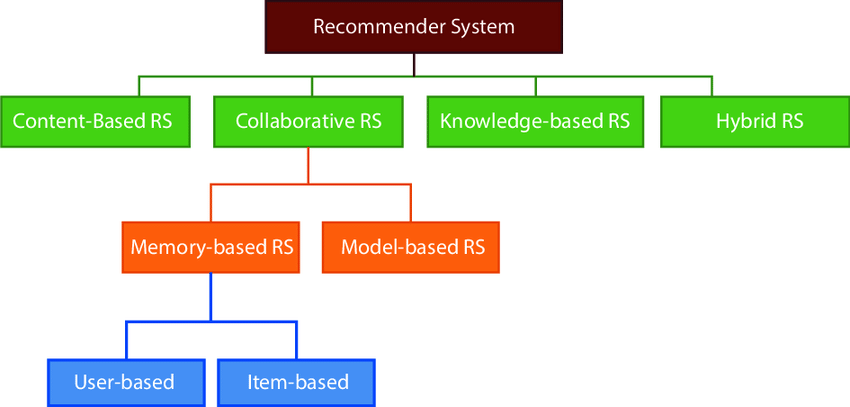 Recommender System
Content-Based RS
Collaborative RS
Knowledge-based RS
Hybrid RS
Memory-based RS
Model-based RS
User-based
Item-based